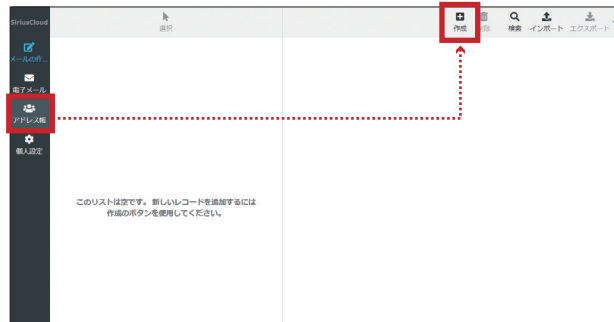 SiriusCloud
メールの作...
電子メール
アドレス帳
個人設定
選択
作成
削除
検索
インポート
エクスポート
このリストは空です。新しいレコードを追加するには
作成のボタンを使用してください。